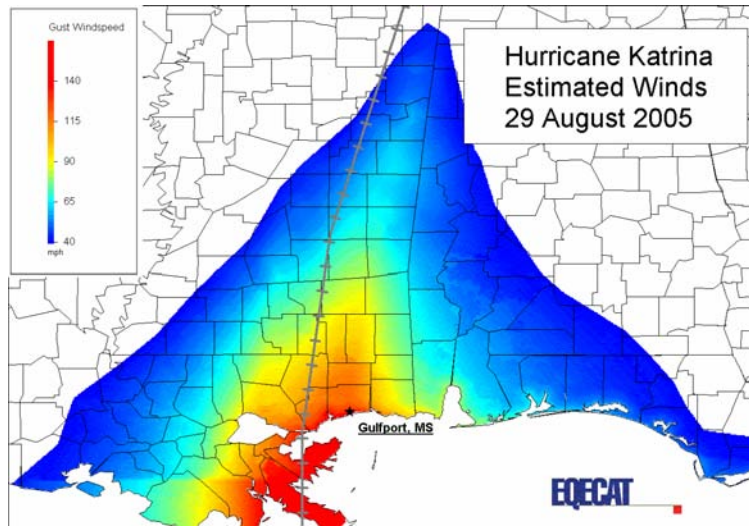 Gust Windspeed
140
115
90
65
40
mph
Hurricane Katrina
Estimated Winds
29 August 2005
Gulfport, MS
EQECAT